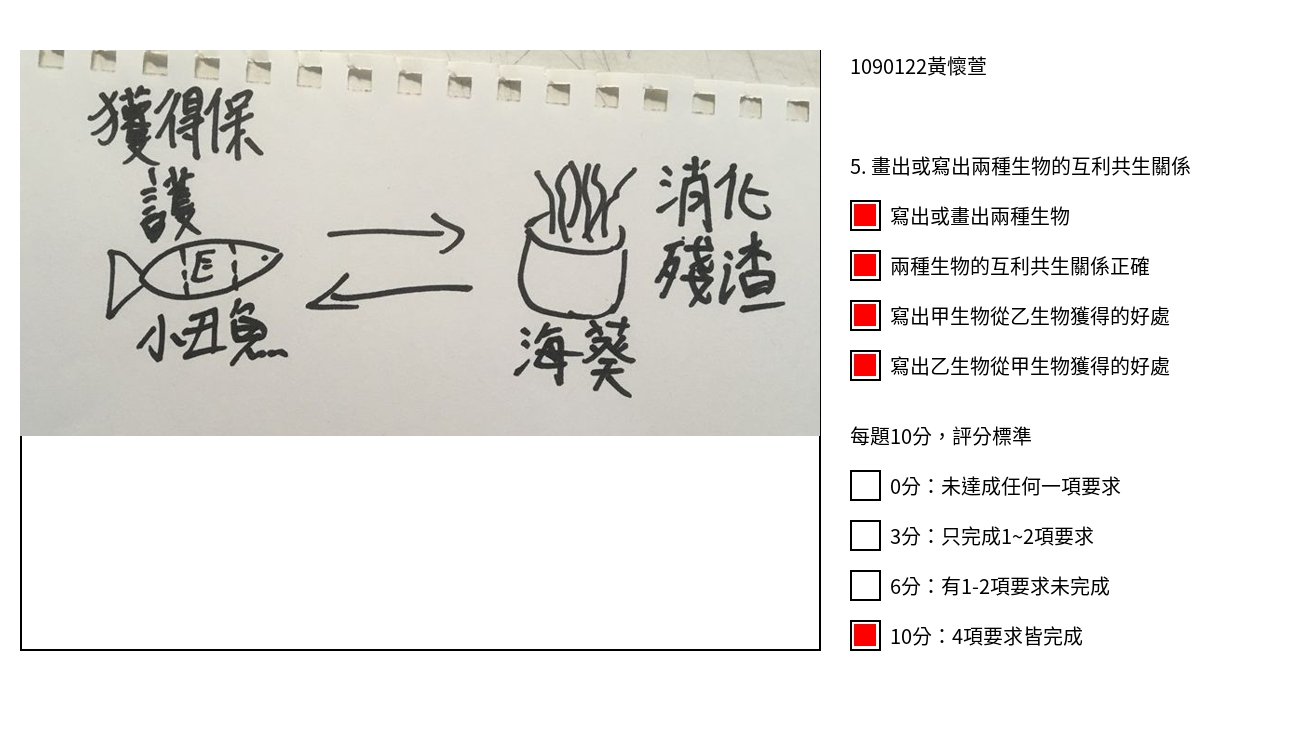 獲得保
護
小丑魚
海葵
消化
殘渣
1090122黃懷萱
5. 畫出或寫出兩種生物的互利共生關係
寫出或畫出兩種生物
兩種生物的互利共生關係正確
寫出甲生物從乙生物獲得的好處
寫出乙生物從甲生物獲得的好處
每題10分，評分標準
0分：未達成任何一項要求
3分：只完成1~2項要求
6分：有1-2項要求未完成
10分：4項要求皆完成